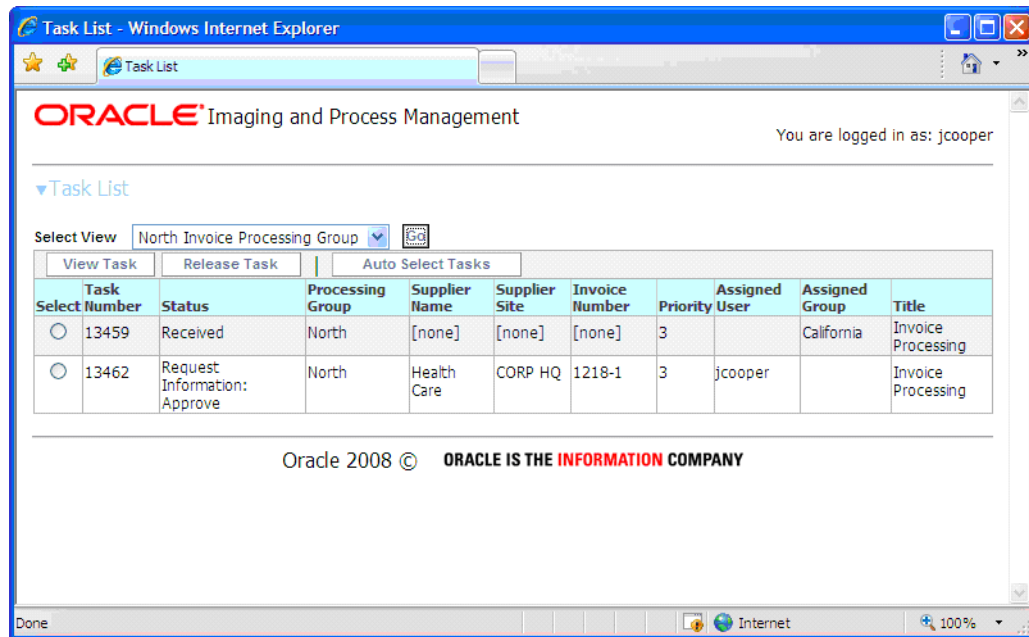 Task List - Windows Internet Explorer
Task List
»
ORACLE Imaging and Process Management
You are logged in as: jcooper
▼Task List
Select View North Invoice Processing Group Go
View Task Release Task | Auto Select Tasks
Select Task Number Status Processing Group Supplier Name Supplier Site Invoice Number Priority Assigned User Assigned Group Title
13459 Received North [none] [none] [none] 3 California Invoice Processing
13462 Request Information: Approve North Health Care CORP HQ 1218-1 3 jcooper Invoice Processing
Oracle 2008 © ORACLE IS THE INFORMATION COMPANY
Done Internet 100%